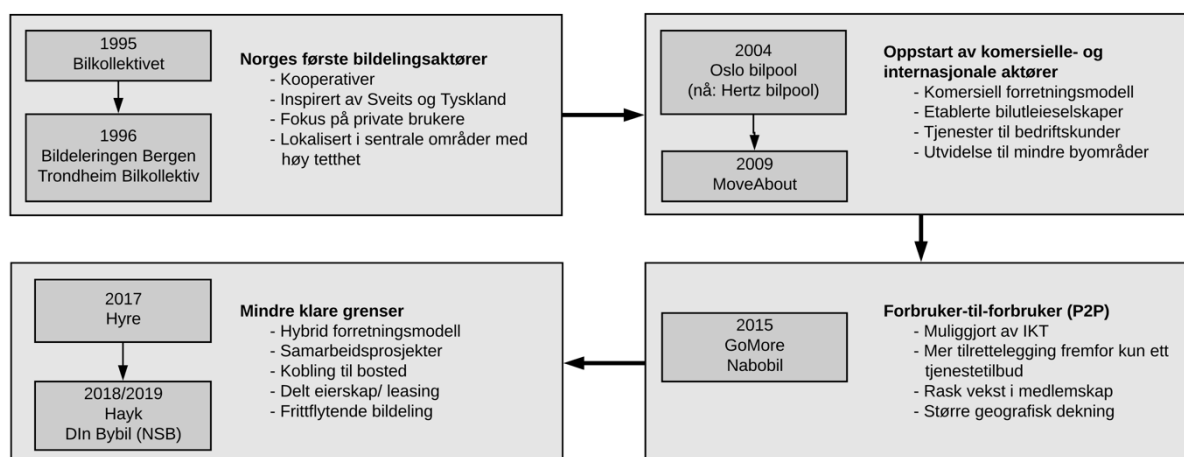 1995
Bilkollektivet
1996
Bildeleringen Bergen
Trondheim Bilkollektiv
Norges første bildelingsaktører
- Kooperativer
- Inspirert av Sveits og Tyskland
- Fokus på private brukere
- Lokalisert i sentrale områder med
høy tetthet
2004
Oslo bilpool
(nå: Hertz bilpool)
2009
MoveAbout
Oppstart av komersielle- og
internasjonale aktører
- Komersiell forretningsmodell
- Etablerte bilutleieselskaper
- Tjenester til bedriftskunder
- Utvidelse til mindre byområder
2015
GoMore
Nabobil
Forbruker-til-forbruker (P2P)
- Muliggjort av IKT
- Mer tilrettelegging fremfor kun ett
tjenestetilbud
- Rask vekst i medlemskap
- Større geografisk dekning
2017
Hyre
2018/2019
Hayk
DIn Bybil (NSB)
Mindre klare grenser
- Hybrid forretningsmodell
- Samarbeidsprosjekter
- Kobling til bosted
- Delt eierskap/ leasing
- Frittflytende bildeling